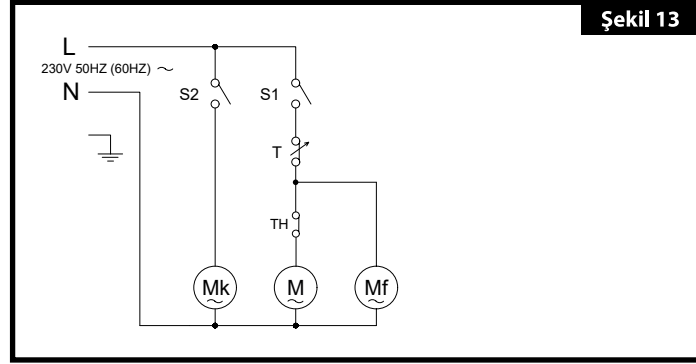 Şekil 13
L
230V 50HZ (60HZ) ~
N
S2
S1
T
TH
Mk
M
Mf